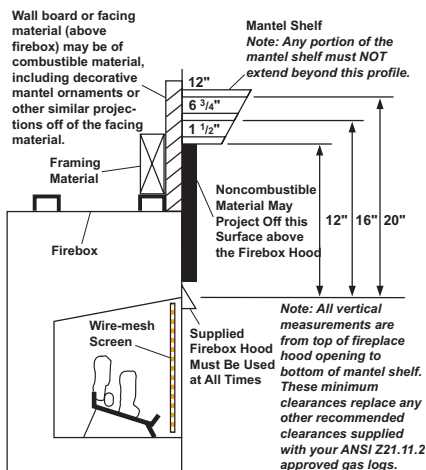 Wall board or facing
material (above
firebox) may be of
combustible material,
including decorative
mantel ornaments or
other similar projec-
tions off of the facing
material.
Mantel Shelf
Note: Any portion of the
mantel shelf must NOT
extend beyond this profile.
12"
6 3/4"
1 1/2"
Framing
Material
Noncombustible
Material May
Project Off this
Surface above
the Firebox Hood
12" 16" 20"
Firebox
Wire-mesh
Screen
Supplied
Firebox Hood
Must Be Used
at All Times
Note: All vertical
measurements are
from top of fireplace
hood opening to
bottom of mantel shelf.
These minimum
clearances replace any
other recommended
clearances supplied
with your ANSI Z21.11.2
approved gas logs.